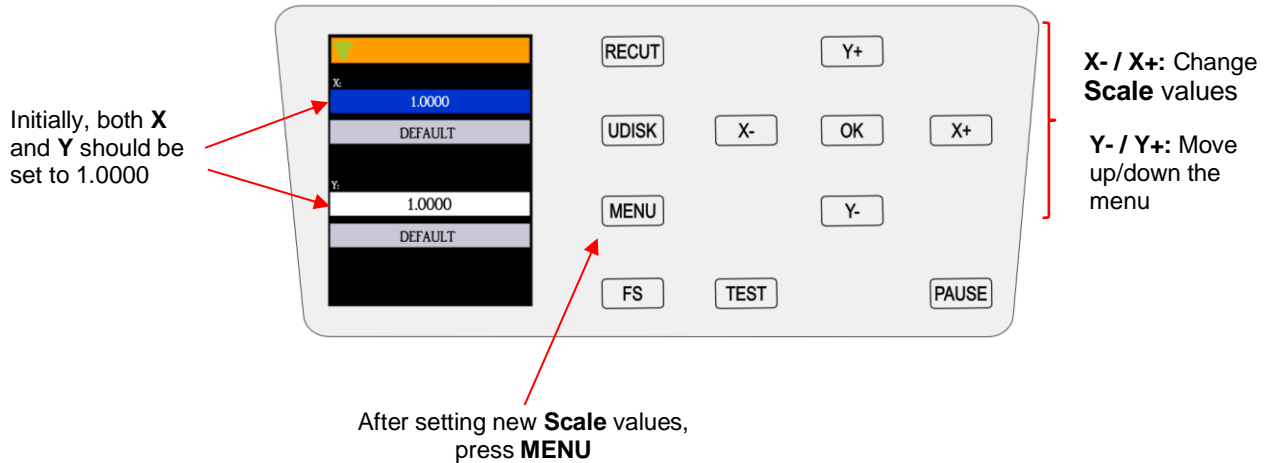 Initially, both X
and Y should be
set to 1.0000
X:
1.0000
DEFAULT
Y:
1.0000
DEFAULT
RECUT
Y+
UDISK
X-
OK
X+
MENU
Y-
FS
TEST
PAUSE
X- / X+: Change
Scale values
Y- / Y+: Move
up/down the
menu
After setting new Scale values,
press MENU